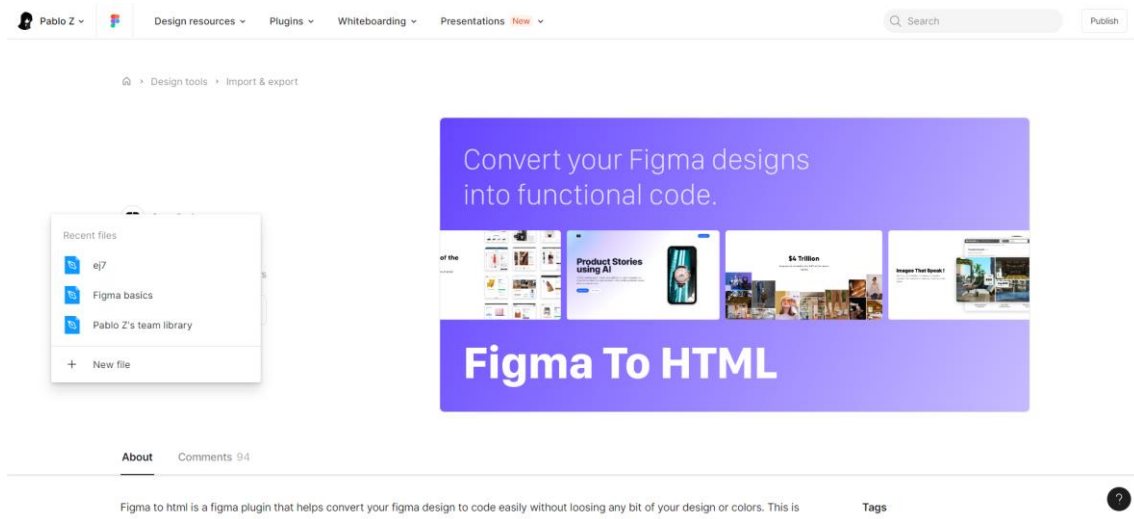 Pablo Z
Design resources
Plugins
Whiteboarding
Presentations New
Search
Publish
Design tools
Import & export
Convert your Figma designs
into functional code.
Recent files
ej7
Figma basics
Pablo Z's team library
New file
of the
Product Stories
using AI
$4 Trillion
Images That Speak !
Figma To HTML
About
Comments 94
Figma to html is a figma plugin that helps convert your figma design to code easily without loosing any bit of your design or colors. This is
Tags
?